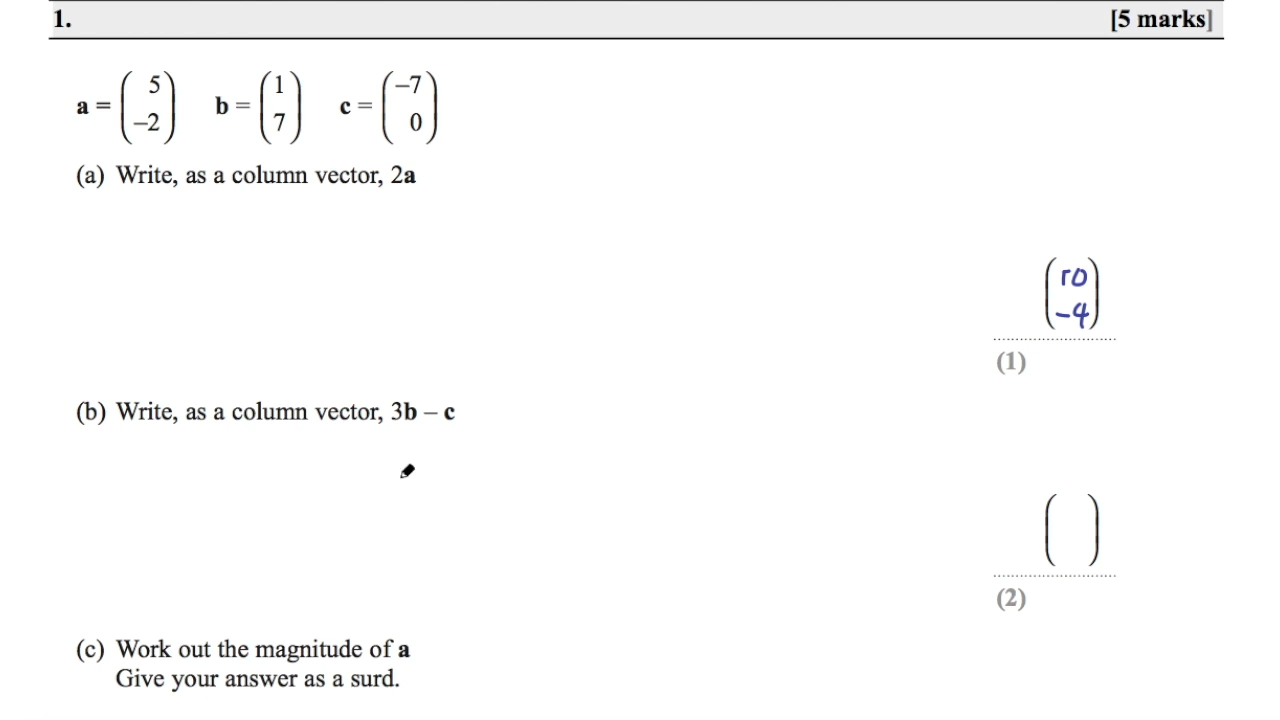 1. [5 marks]
a = ( 5 –2 ) b = ( 1 7 ) c = ( –7 0 )
(a) Write, as a column vector, 2a
( 10 -4 )
(1)
(b) Write, as a column vector, 3b – c
( )
(2)
(c) Work out the magnitude of a
Give your answer as a surd.